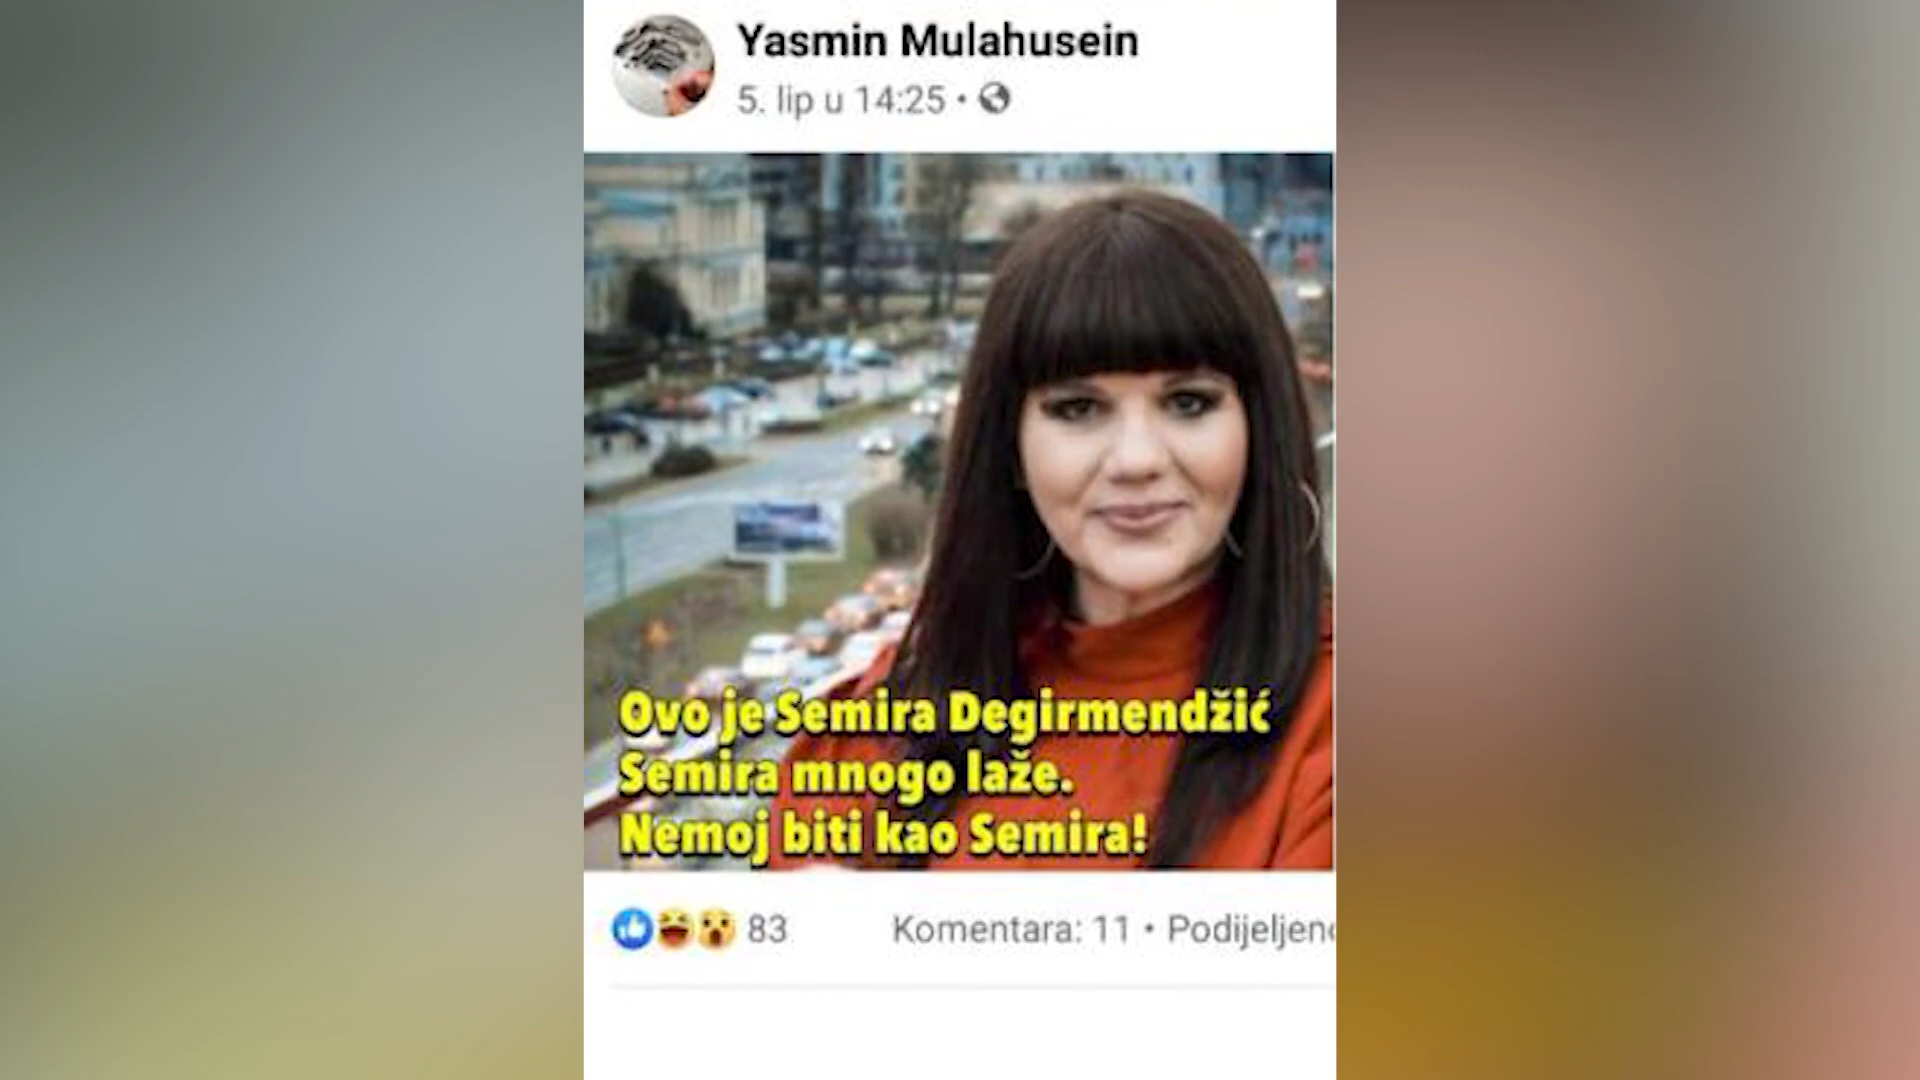 Yasmin Mulahusein
5. lip u 14:25 •
Ovo je Semira Degirmendžić
Semira mnogo laže.
Nemoj biti kao Semira!
83 Komentara: 11 • Podijeljeno